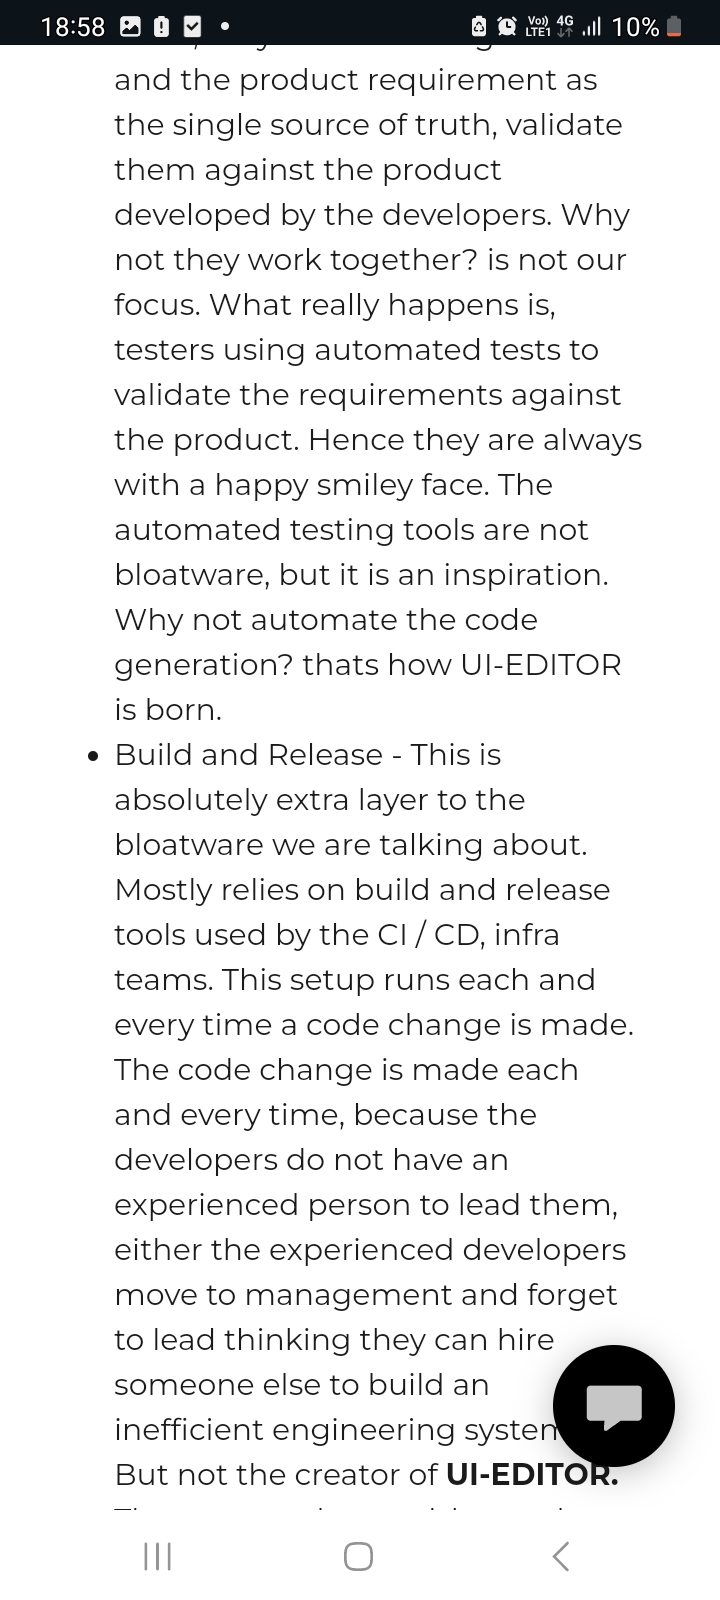 18:58 Vo)) LTE1 4G 10%
and the product requirement as
the single source of truth, validate
them against the product
developed by the developers. Why
not they work together? is not our
focus. What really happens is,
testers using automated tests to
validate the requirements against
the product. Hence they are always
with a happy smiley face. The
automated testing tools are not
bloatware, but it is an inspiration.
Why not automate the code
generation? thats how UI-EDITOR
is born.
• Build and Release - This is
absolutely extra layer to the
bloatware we are talking about.
Mostly relies on build and release
tools used by the CI / CD, infra
teams. This setup runs each and
every time a code change is made.
The code change is made each
and every time, because the
developers do not have an
experienced person to lead them,
either the experienced developers
move to management and forget
to lead thinking they can hire
someone else to build an
inefficient engineering system
But not the creator of UI-EDITOR.